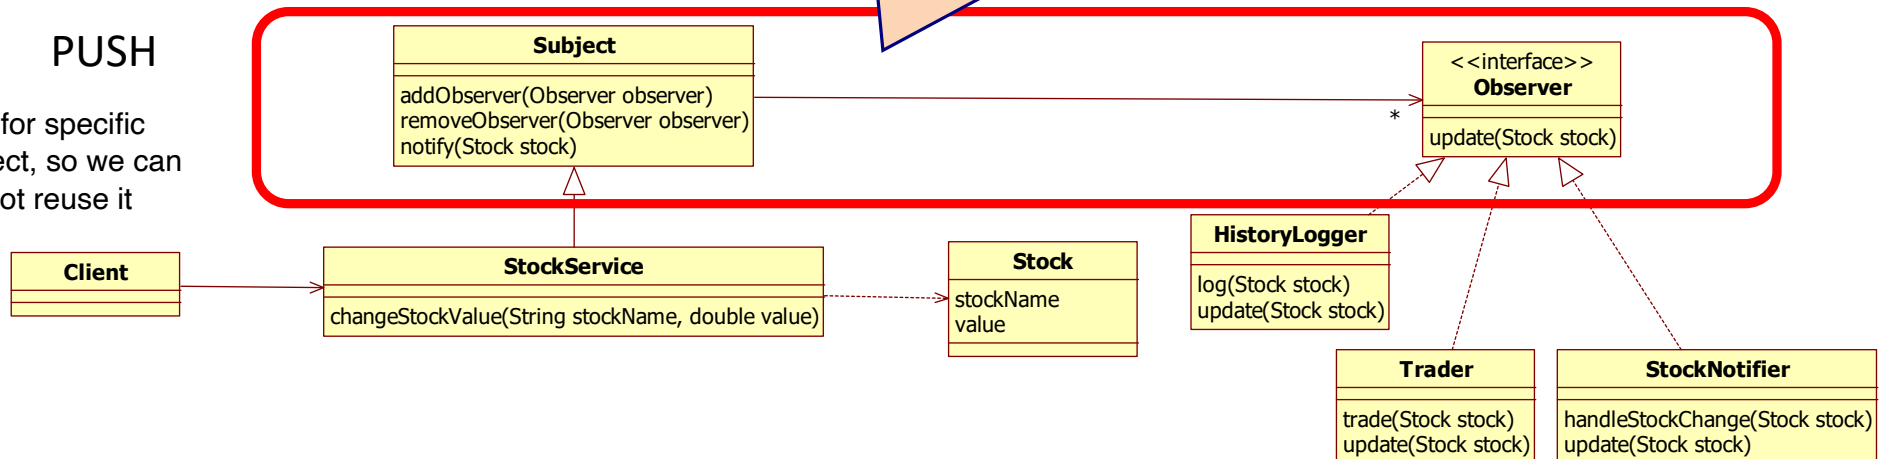 PUSH
for specific
ect, so we can
ot reuse it
Subject
addObserver(Observer observer)
removeObserver(Observer observer)
notify(Stock stock)
<<interface>>
Observer
*
update(Stock stock)
Client
StockService
changeStockValue(String stockName, double value)
Stock
stockName
value
HistoryLogger
log(Stock stock)
update(Stock stock)
Trader
trade(Stock stock)
update(Stock stock)
StockNotifier
handleStockChange(Stock stock)
update(Stock stock)